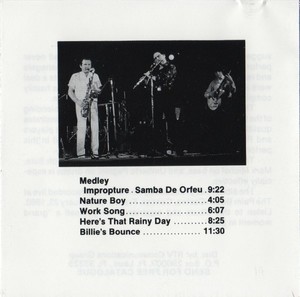 Medley
Impropture . Samba De Orfeu . 9:22
Nature Boy . . . . . . . . . . . . . . . . 4:05
Work Song . . . . . . . . . . . . . . . . 6:07
Here's That Rainy Day . . . . . . . 8:25
Billie's Bounce . . . . . . . . . . . . 11:30